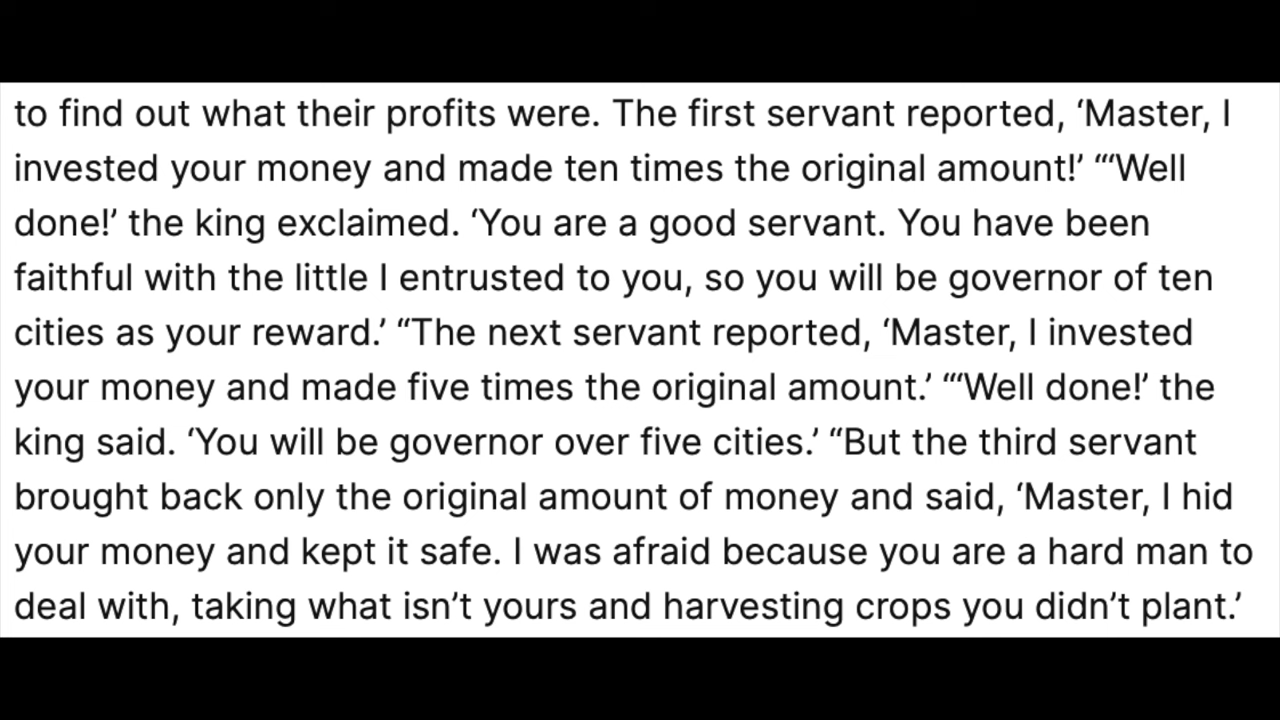 to find out what their profits were. The first servant reported, ‘Master, I
invested your money and made ten times the original amount!’ “‘Well
done!’ the king exclaimed. ‘You are a good servant. You have been
faithful with the little I entrusted to you, so you will be governor of ten
cities as your reward.’ “The next servant reported, ‘Master, I invested
your money and made five times the original amount.’ “‘Well done!’ the
king said. ‘You will be governor over five cities.’ “But the third servant
brought back only the original amount of money and said, ‘Master, I hid
your money and kept it safe. I was afraid because you are a hard man to
deal with, taking what isn’t yours and harvesting crops you didn’t plant.’